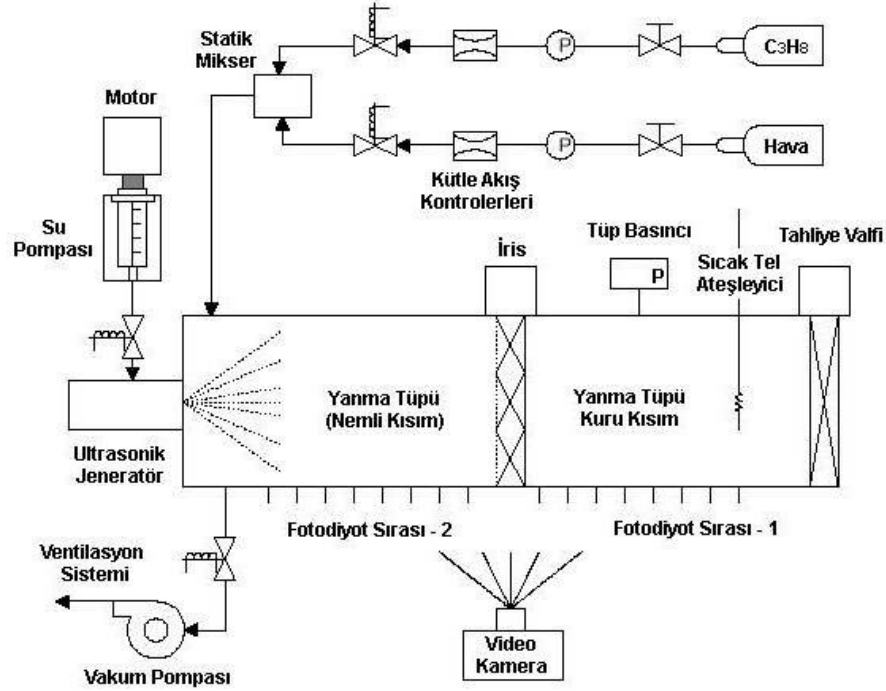 Statik
Mikser
P
C₃H₈
Motor
P
Hava
Kütle Akış
Kontrolerleri
Su
Pompası
İris
Tüp Basıncı
P
Sıcak Tel
Ateşleyici
Tahliye Valfi
Yanma Tüpü
(Nemli Kısım)
Yanma Tüpü
Kuru Kısım
Ultrasonik
Jeneratör
Fotodiyot Sırası - 2
Fotodiyot Sırası - 1
Ventilasyon
Sistemi
Video
Kamera
Vakum Pompası